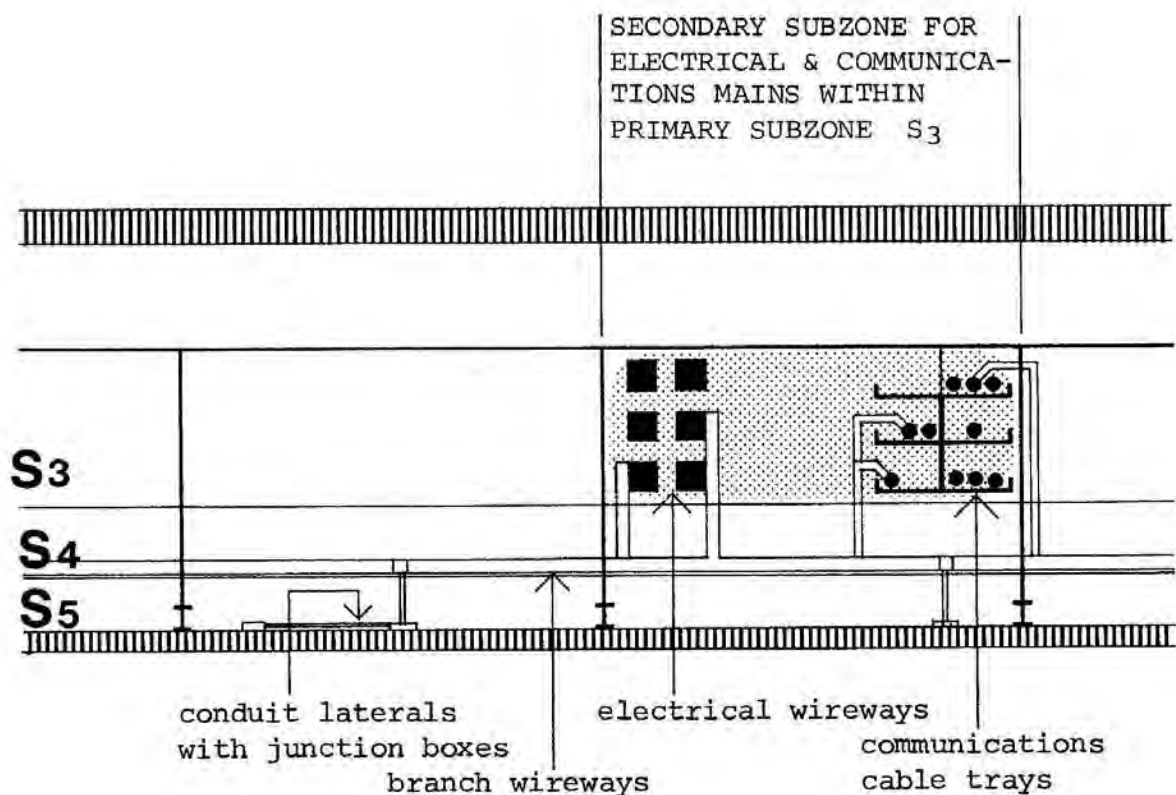 SECONDARY SUBZONE FOR
ELECTRICAL & COMMUNICA-
TIONS MAINS WITHIN
PRIMARY SUBZONE S3
S3
S4
S5
conduit laterals
with junction boxes
branch wireways
electrical wireways
communications
cable trays